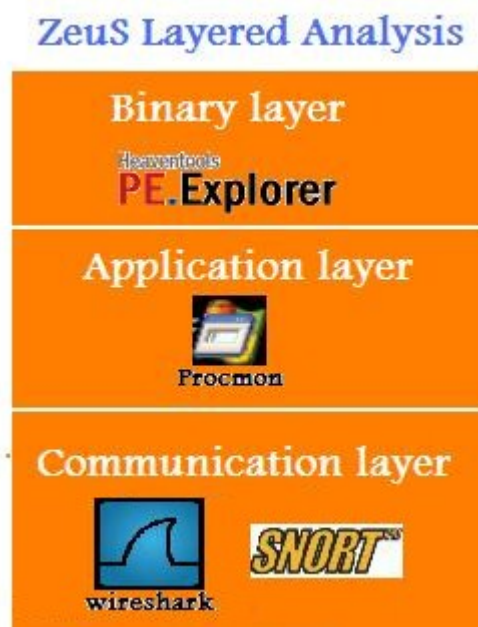 ZeuS Layered Analysis
Binary layer
Heaventools
PE.Explorer
Application layer
Procmon
Communication layer
wireshark
SNORT